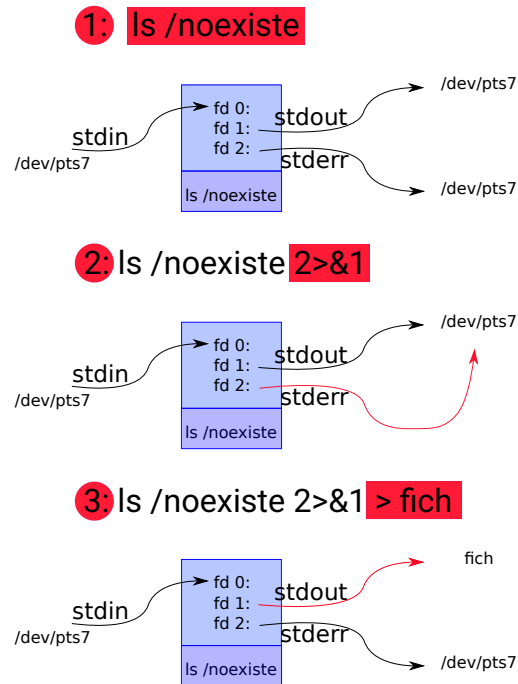 1: ls /noexiste
/dev/pts7
fd 0:
stdin
fd 1:
stdout
fd 2:
stderr
/dev/pts7
ls /noexiste
/dev/pts7
2: ls /noexiste 2>&1
/dev/pts7
fd 0:
stdin
fd 1:
stdout
fd 2:
stderr
/dev/pts7
ls /noexiste
3: ls /noexiste 2>&1 > fich
fich
fd 0:
stdin
fd 1:
stdout
fd 2:
stderr
/dev/pts7
ls /noexiste
/dev/pts7